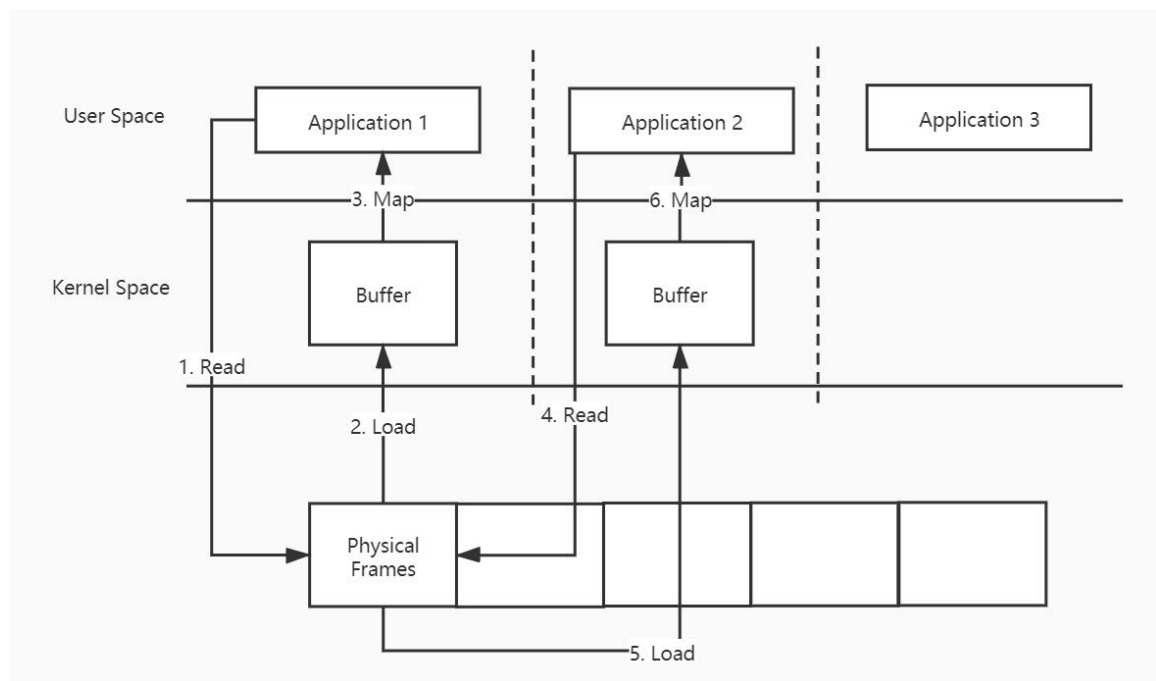 User Space
Application 1
Application 2
Application 3
3. Map
6. Map
Kernel Space
Buffer
Buffer
1. Read
2. Load
4. Read
Physical
Frames
5. Load